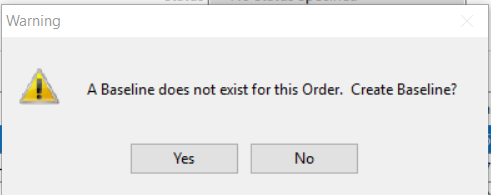 Warning
A Baseline does not exist for this Order.  Create Baseline?
Yes
No